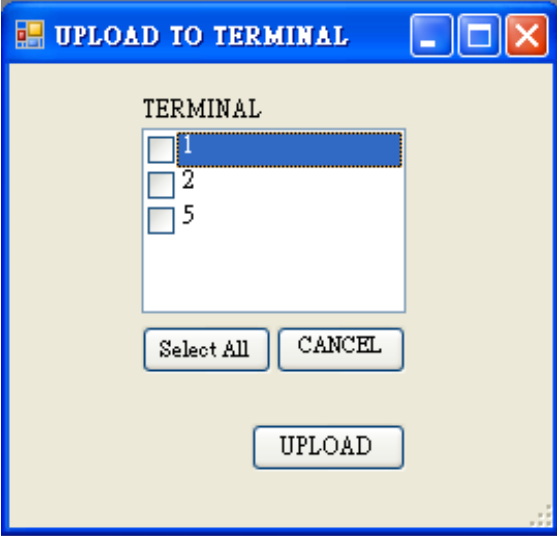 UPLOAD TO TERMINAL
TERMINAL
1
2
5
Select All CANCEL
UPLOAD